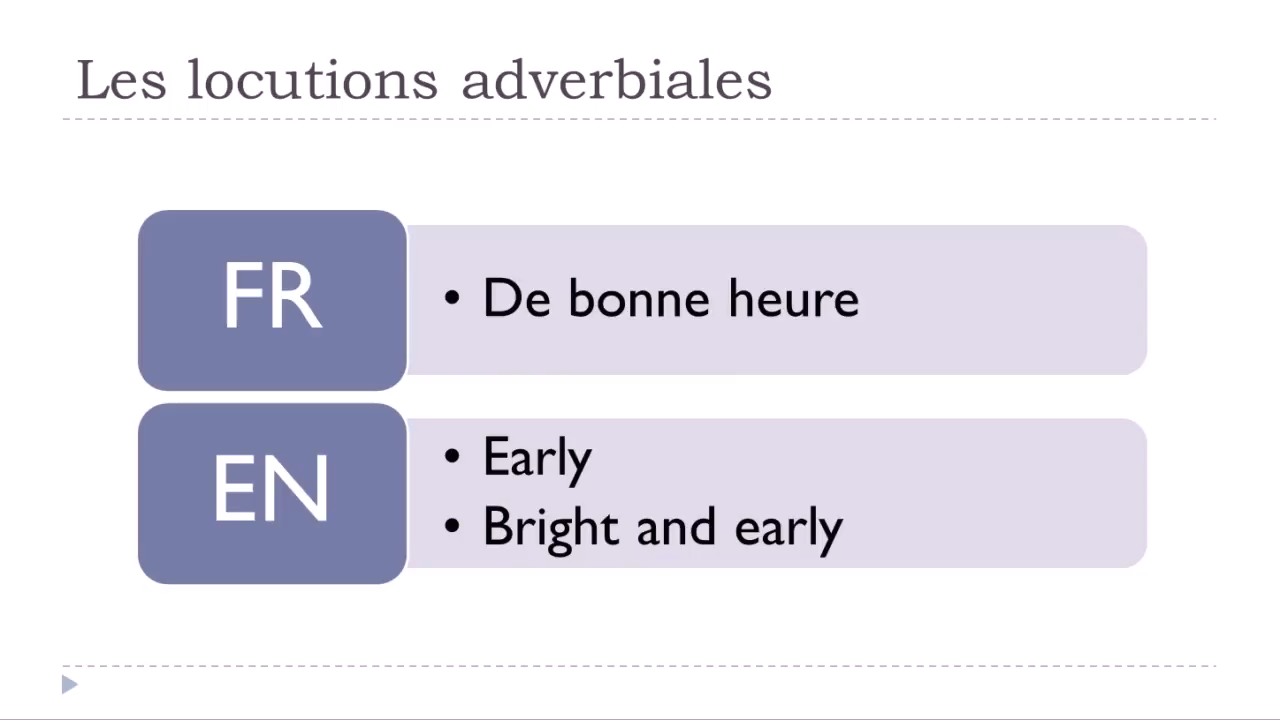 Les locutions adverbiales
FR
• De bonne heure
EN
• Early
• Bright and early